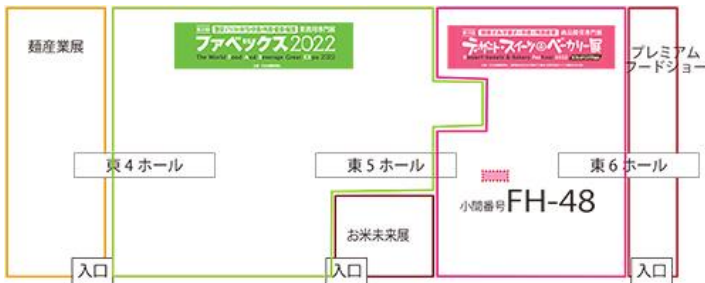 麺産業展
ファベックス2022
デザート・スイーツ&ベーカリー展
プレミアム
フードショー
東4ホール
東5ホール
東6ホール
小間番号FH-48
お米未来展
入口
入口
入口